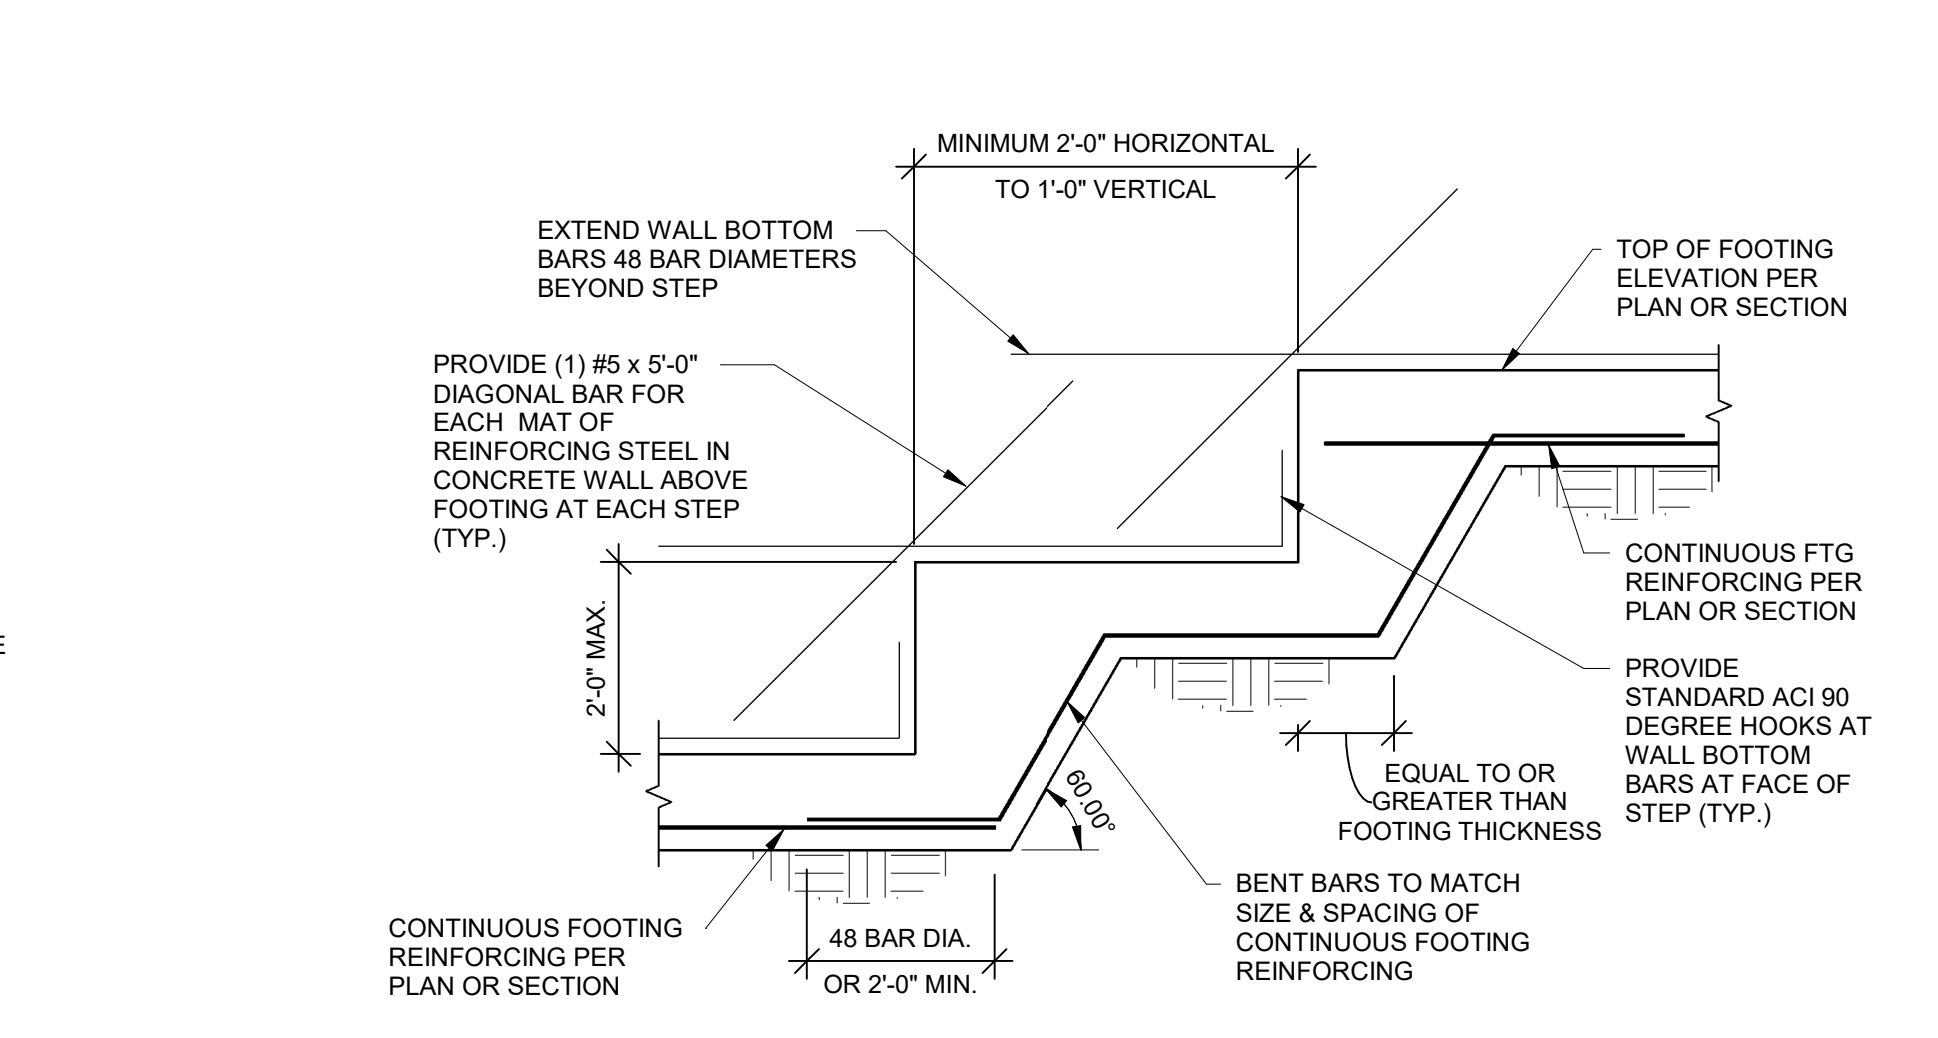 MINIMUM 2'-0" HORIZONTAL
TO 1'-0" VERTICAL
EXTEND WALL BOTTOM
BARS 48 BAR DIAMETERS
BEYOND STEP
TOP OF FOOTING
ELEVATION PER
PLAN OR SECTION
PROVIDE (1) #5 x 5'-0"
DIAGONAL BAR FOR
EACH  MAT OF
REINFORCING STEEL IN
CONCRETE WALL ABOVE
FOOTING AT EACH STEP
(TYP.)
2'-0" MAX.
E
CONTINUOUS FTG
REINFORCING PER
PLAN OR SECTION
PROVIDE
STANDARD ACI 90
DEGREE HOOKS AT
WALL BOTTOM
BARS AT FACE OF
STEP (TYP.)
60.00°
EQUAL TO OR
GREATER THAN
FOOTING THICKNESS
BENT BARS TO MATCH
SIZE & SPACING OF
CONTINUOUS FOOTING
REINFORCING
CONTINUOUS FOOTING
REINFORCING PER
PLAN OR SECTION
48 BAR DIA.
OR 2'-0" MIN.